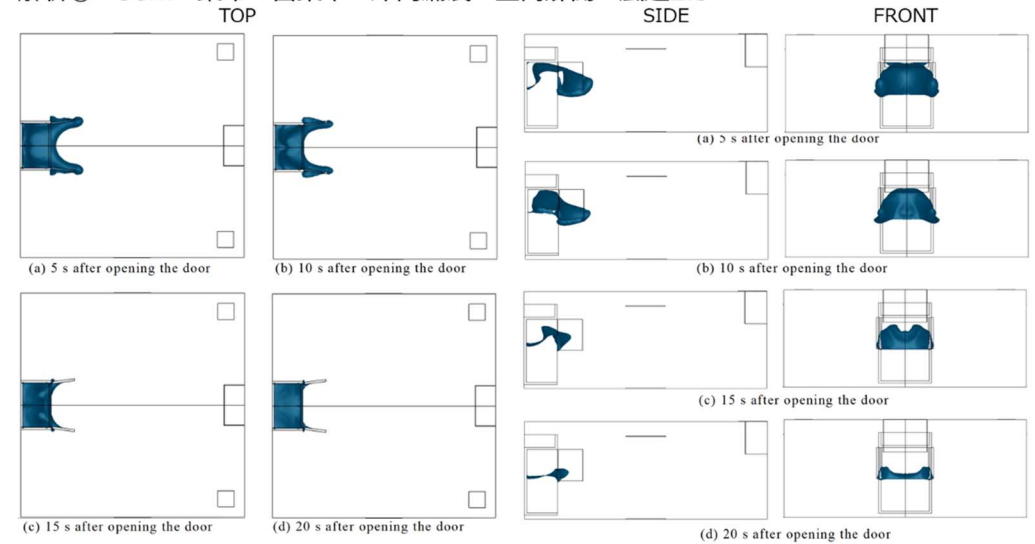 TOP
SIDE
FRONT
(a) 5 s after opening the door
(b) 10 s after opening the door
(c) 15 s after opening the door
(d) 20 s after opening the door
(a) 5 s after opening the door
(b) 10 s after opening the door
(c) 15 s after opening the door
(d) 20 s after opening the door